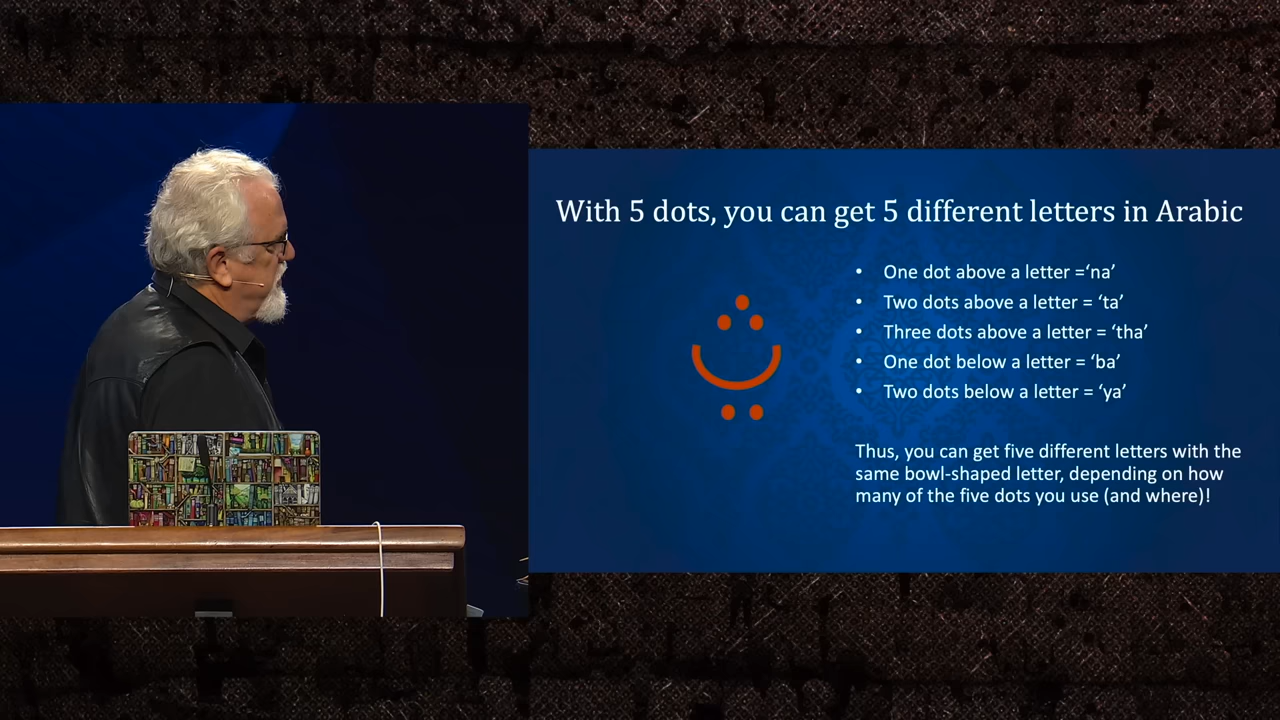 With 5 dots, you can get 5 different letters in Arabic
• One dot above a letter =‘na’
• Two dots above a letter = ‘ta’
• Three dots above a letter = ‘tha’
• One dot below a letter = ‘ba’
• Two dots below a letter = ‘ya’
Thus, you can get five different letters with the
same bowl-shaped letter, depending on how
many of the five dots you use (and where)!